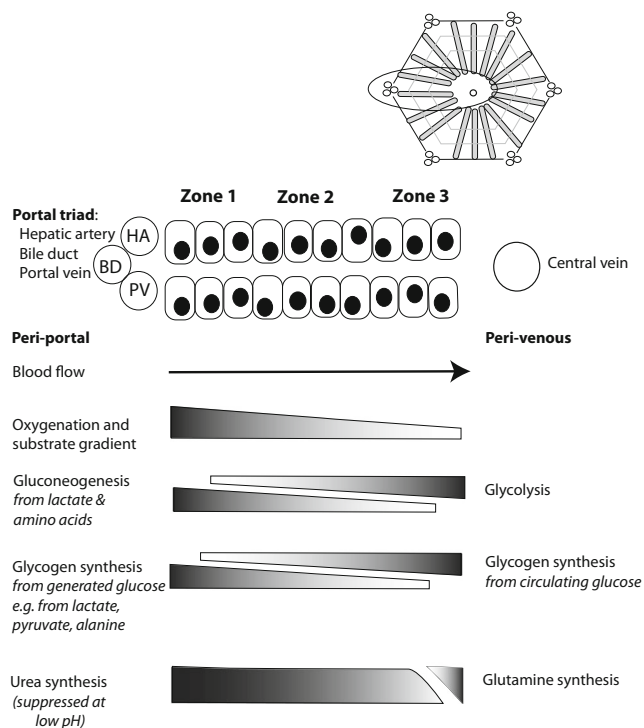 Zone 1 Zone 2 Zone 3
Portal triad:
Hepatic artery
Bile duct
Portal vein
HA
BD
PV
Central vein
Peri-portal Peri-venous
Blood flow
Oxygenation and
substrate gradient
Gluconeogenesis
from lactate &
amino acids
Glycolysis
Glycogen synthesis
from generated glucose
e.g. from lactate,
pyruvate, alanine
Glycogen synthesis
from circulating glucose
Urea synthesis
(suppressed at
low pH)
Glutamine synthesis